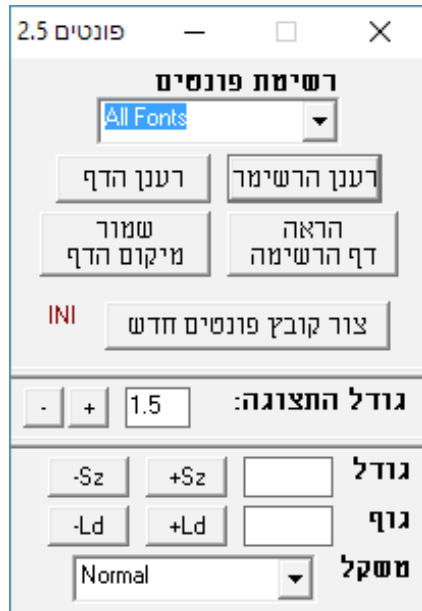 פונטים 2.5
רשימת פונטים
All Fonts
רענן הרשימר
רענן הדף
הראה
דף הרשימה
שמור
מיקום הדף
צור קובץ פונטים חדש
INI
גודל התצוגה:
1.5
+
-
גודל
+Sz
-Sz
גוף
+Ld
-Ld
משקל
Normal